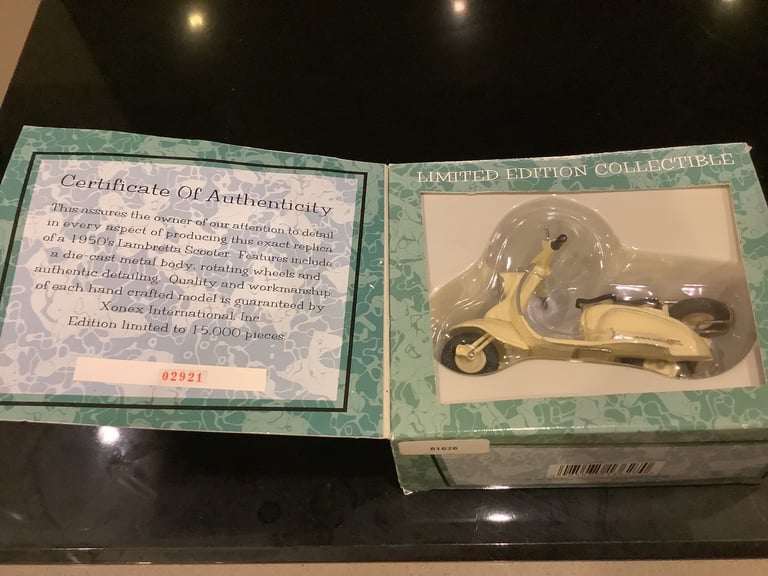 Certificate Of Authenticity
This assures the owner of our attention to detail
in every aspect of producing this exact replica
of a 1950's Lambretta Scooter. Features include
a die-cast metal body, rotating wheels and
authentic detailing. Quality and workmanship
of each hand crafted model is guaranteed by
Xonex International, Inc.
Edition limited to 15,000 pieces.
02921
LIMITED EDITION COLLECTIBLE
51626